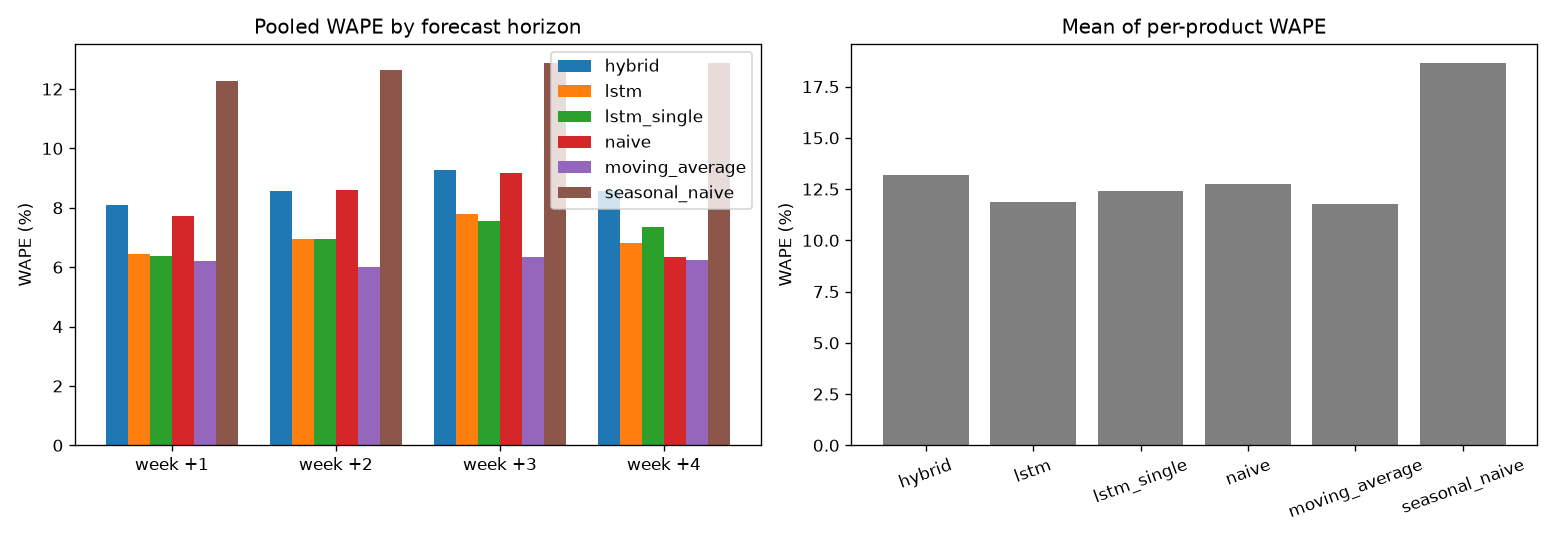 Pooled WAPE by forecast horizon
WAPE (%)
12
10
8
6
4
2
0
week +1
week +2
week +3
week +4
hybrid
lstm
lstm_single
naive
moving_average
seasonal_naive
Mean of per-product WAPE
WAPE (%)
17.5
15.0
12.5
10.0
7.5
5.0
2.5
0.0
hybrid
lstm
lstm_single
naive
moving_average
seasonal_naive